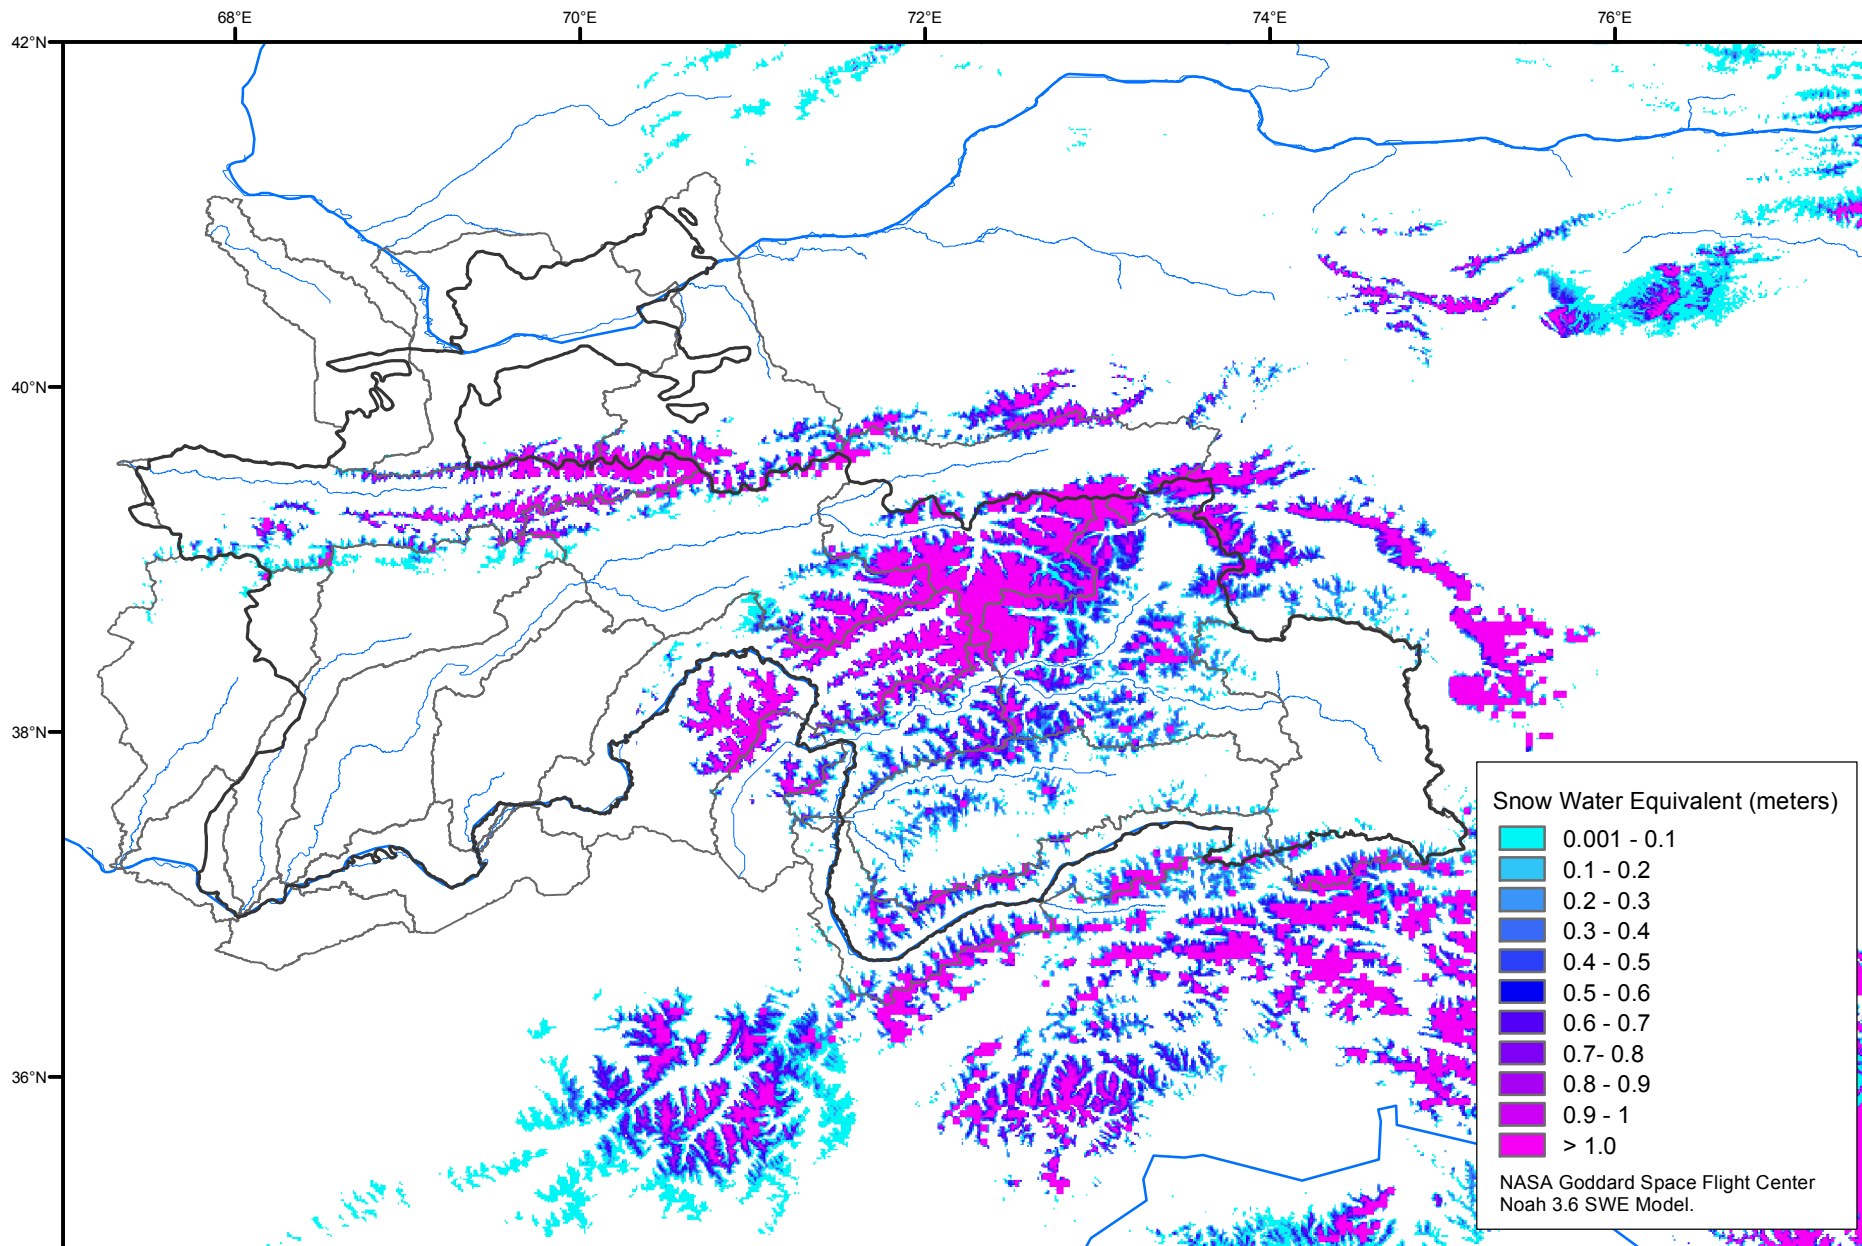 68°E
70°E
72°E
74°E
76°E
42°N
40°N
38°N
36°N
Snow Water Equivalent (meters)
0.001 - 0.1
0.1 - 0.2
0.2 - 0.3
0.3 - 0.4
0.4 - 0.5
0.5 - 0.6
0.6 - 0.7
0.7- 0.8
0.8 - 0.9
0.9 - 1
> 1.0
NASA Goddard Space Flight Center
Noah 3.6 SWE Model.